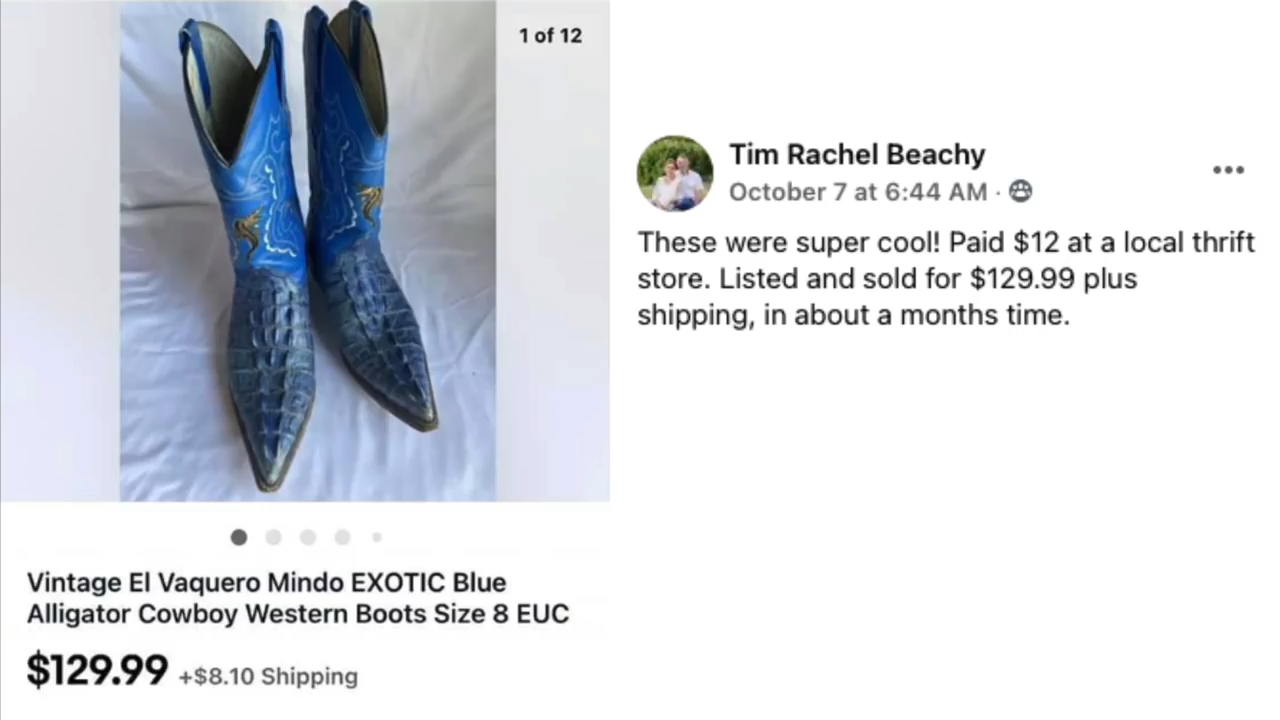 1 of 12
Vintage El Vaquero Mindo EXOTIC Blue
Alligator Cowboy Western Boots Size 8 EUC
$129.99 +$8.10 Shipping
Tim Rachel Beachy
October 7 at 6:44 AM ·
These were super cool! Paid $12 at a local thrift
store. Listed and sold for $129.99 plus
shipping, in about a months time.